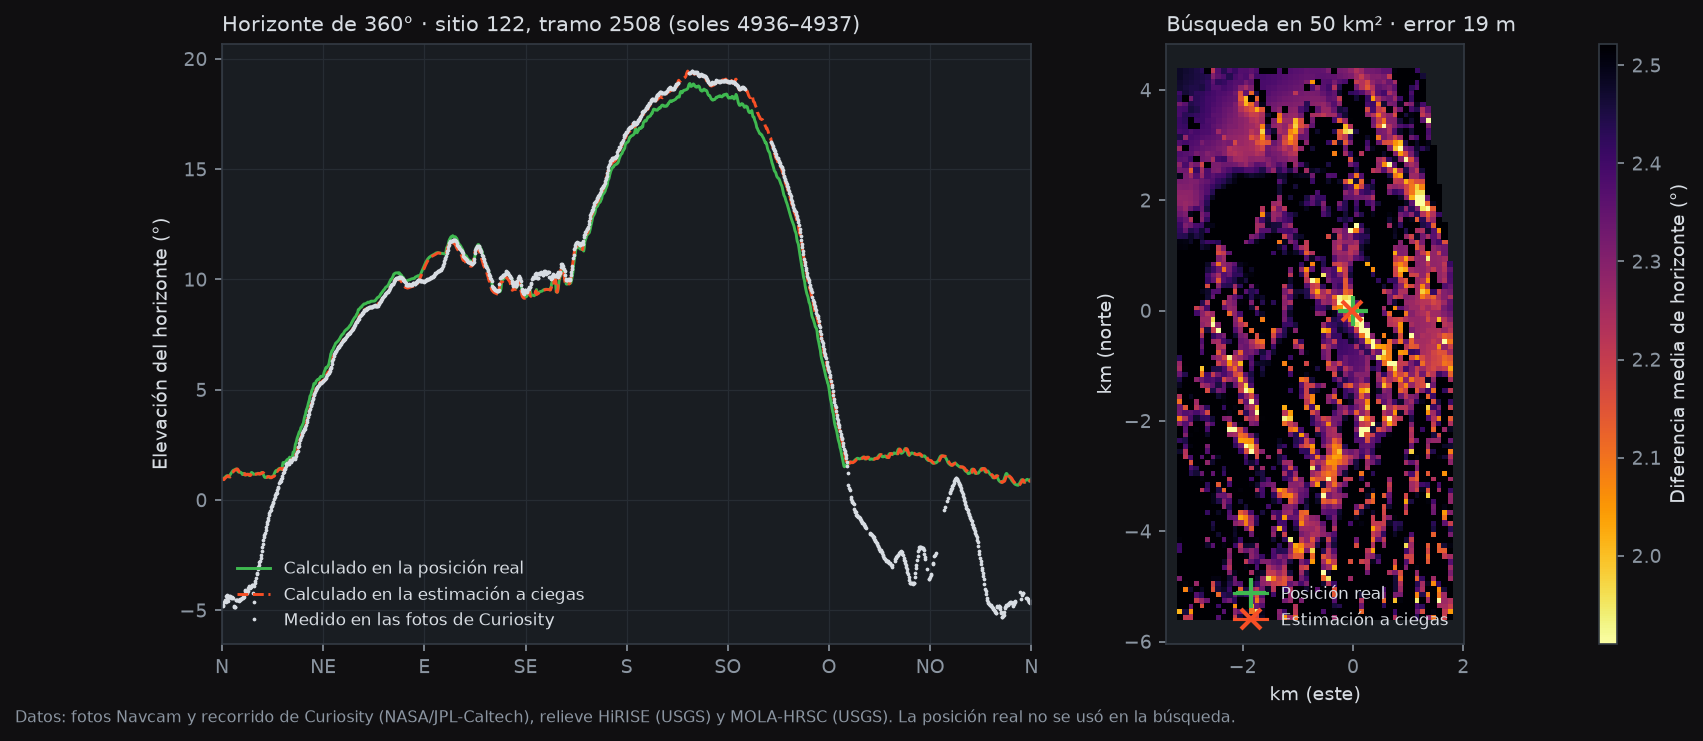 Horizonte de 360° · sitio 122, tramo 2508 (soles 4936–4937)
Elevación del horizonte (°)
20
15
10
5
0
−5
N
NE
E
SE
S
SO
O
NO
N
Calculado en la posición real
Calculado en la estimación a ciegas
Medido en las fotos de Curiosity
Búsqueda en 50 km² · error 19 m
km (norte)
4
2
0
−2
−4
−6
−2
0
2
km (este)
Posición real
Estimación a ciegas
2.5
2.4
2.3
2.2
2.1
2.0
Diferencia media de horizonte (°)
Datos: fotos Navcam y recorrido de Curiosity (NASA/JPL-Caltech), relieve HiRISE (USGS) y MOLA-HRSC (USGS). La posición real no se usó en la búsqueda.